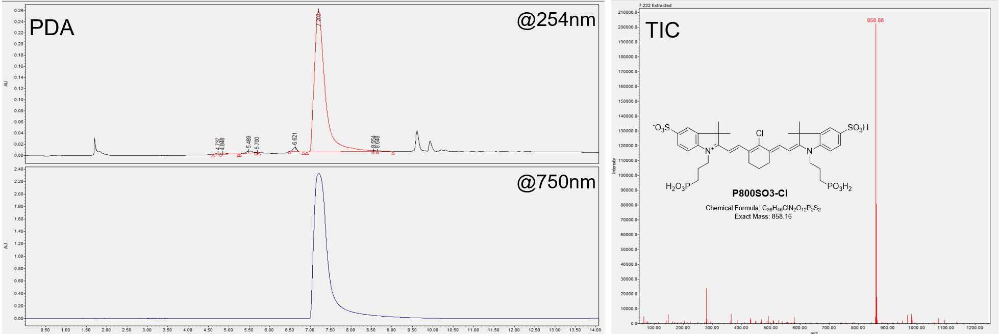 PDA
@254nm
0.26
0.24
0.22
0.20
0.18
0.16
0.14
0.12
0.10
0.08
0.06
0.04
0.02
0.00
AU
4.737
4.848
5.489
5.700
6.621
7.202
8.554
8.648
@750nm
2.40
2.20
2.00
1.80
1.60
1.40
1.20
1.00
0.80
0.60
0.40
0.20
0.00
AU
0.50 1.00 1.50 2.00 2.50 3.00 3.50 4.00 4.50 5.00 5.50 6.00 6.50 7.00 7.50 8.00 8.50 9.00 9.50 10.00 10.50 11.00 11.50 12.00 12.50 13.00 13.50 14.00
7.222 Extracted
TIC
858.88
210000.0
200000.0
190000.0
180000.0
170000.0
160000.0
150000.0
140000.0
130000.0
120000.0
110000.0
100000.0
90000.0
80000.0
70000.0
60000.0
50000.0
40000.0
30000.0
20000.0
10000.0
0.0
Intensity
⁻O₃S
SO₃H
Cl
N⁺
N
H₂O₃P
PO₃H₂
P800SO3-Cl
Chemical Formula: C₃₆H₄₅ClN₂O₁₂P₂S₂
Exact Mass: 858.16
100.00 200.00 300.00 400.00 500.00 600.00 700.00 800.00 900.00 1000.00 1100.00 1200.00
m/z